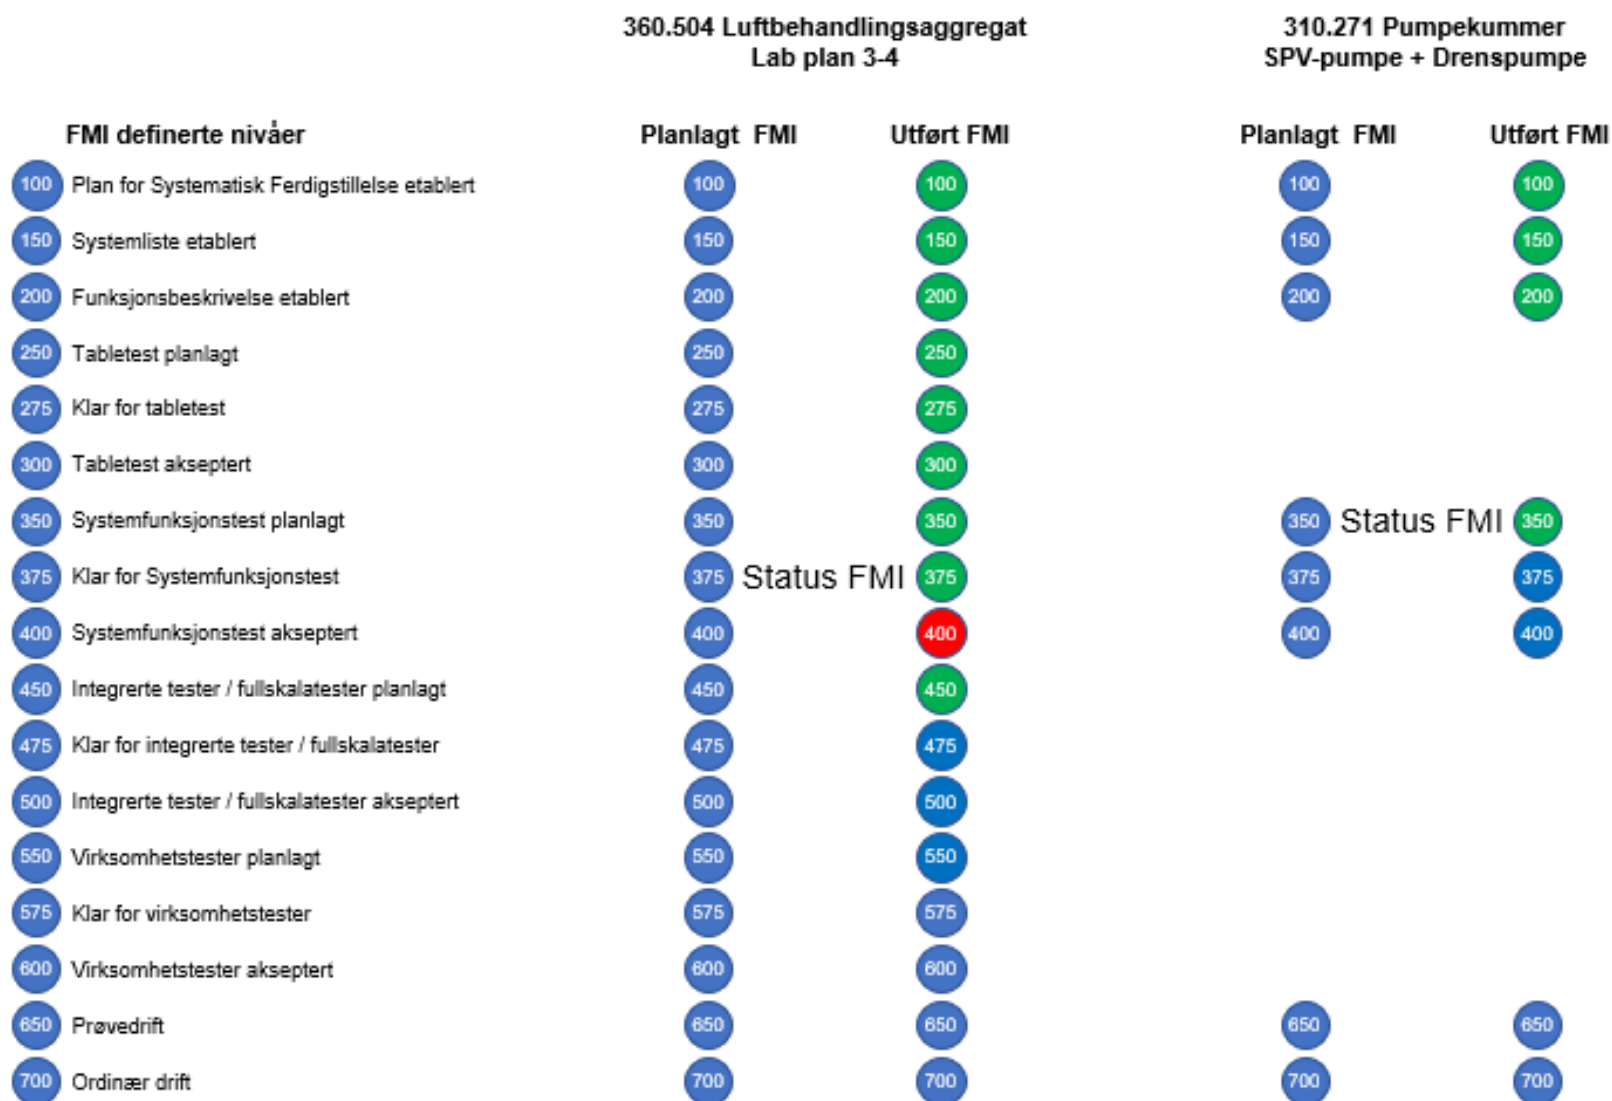 360.504 Luftbehandlingsaggregat 310.271 Pumpekummer
Lab plan 3-4 SPV-pumpe + Drenspumpe
FMI definerte nivåer Planlagt FMI Utført FMI Planlagt FMI Utført FMI
100 Plan for Systematisk Ferdigstillelse etablert 100 100 100 100
150 Systemliste etablert 150 150 150 150
200 Funksjonsbeskrivelse etablert 200 200 200 200
250 Tabletest planlagt 250 250
275 Klar for tabletest 275 275
300 Tabletest akseptert 300 300
350 Systemfunksjonstest planlagt 350 350 350 Status FMI 350
375 Klar for Systemfunksjonstest 375 Status FMI 375 375 375
400 Systemfunksjonstest akseptert 400 400 400 400
450 Integrerte tester / fullskalatester planlagt 450 450
475 Klar for integrerte tester / fullskalatester 475 475
500 Integrerte tester / fullskalatester akseptert 500 500
550 Virksomhetstester planlagt 550 550
575 Klar for virksomhetstester 575 575
600 Virksomhetstester akseptert 600 600
650 Prøvedrift 650 650 650 650
700 Ordinær drift 700 700 700 700